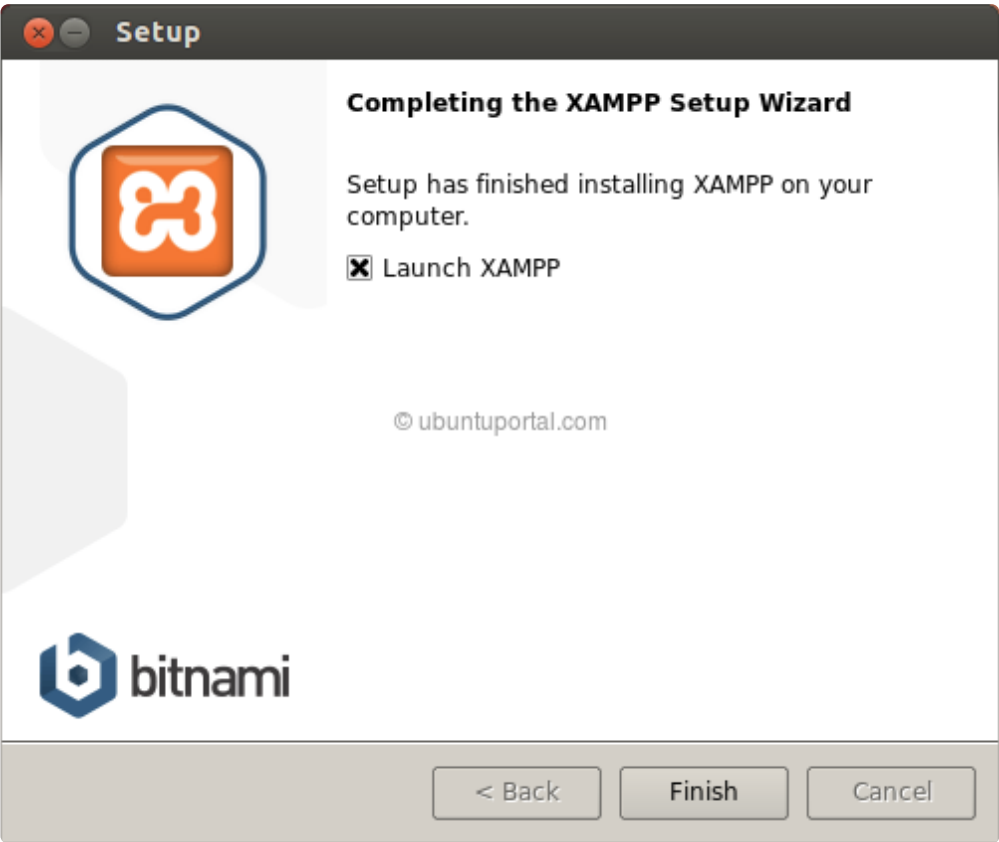 Setup
Completing the XAMPP Setup Wizard
Setup has finished installing XAMPP on your
computer.
Launch XAMPP
© ubuntuportal.com
bitnami
< Back
Finish
Cancel